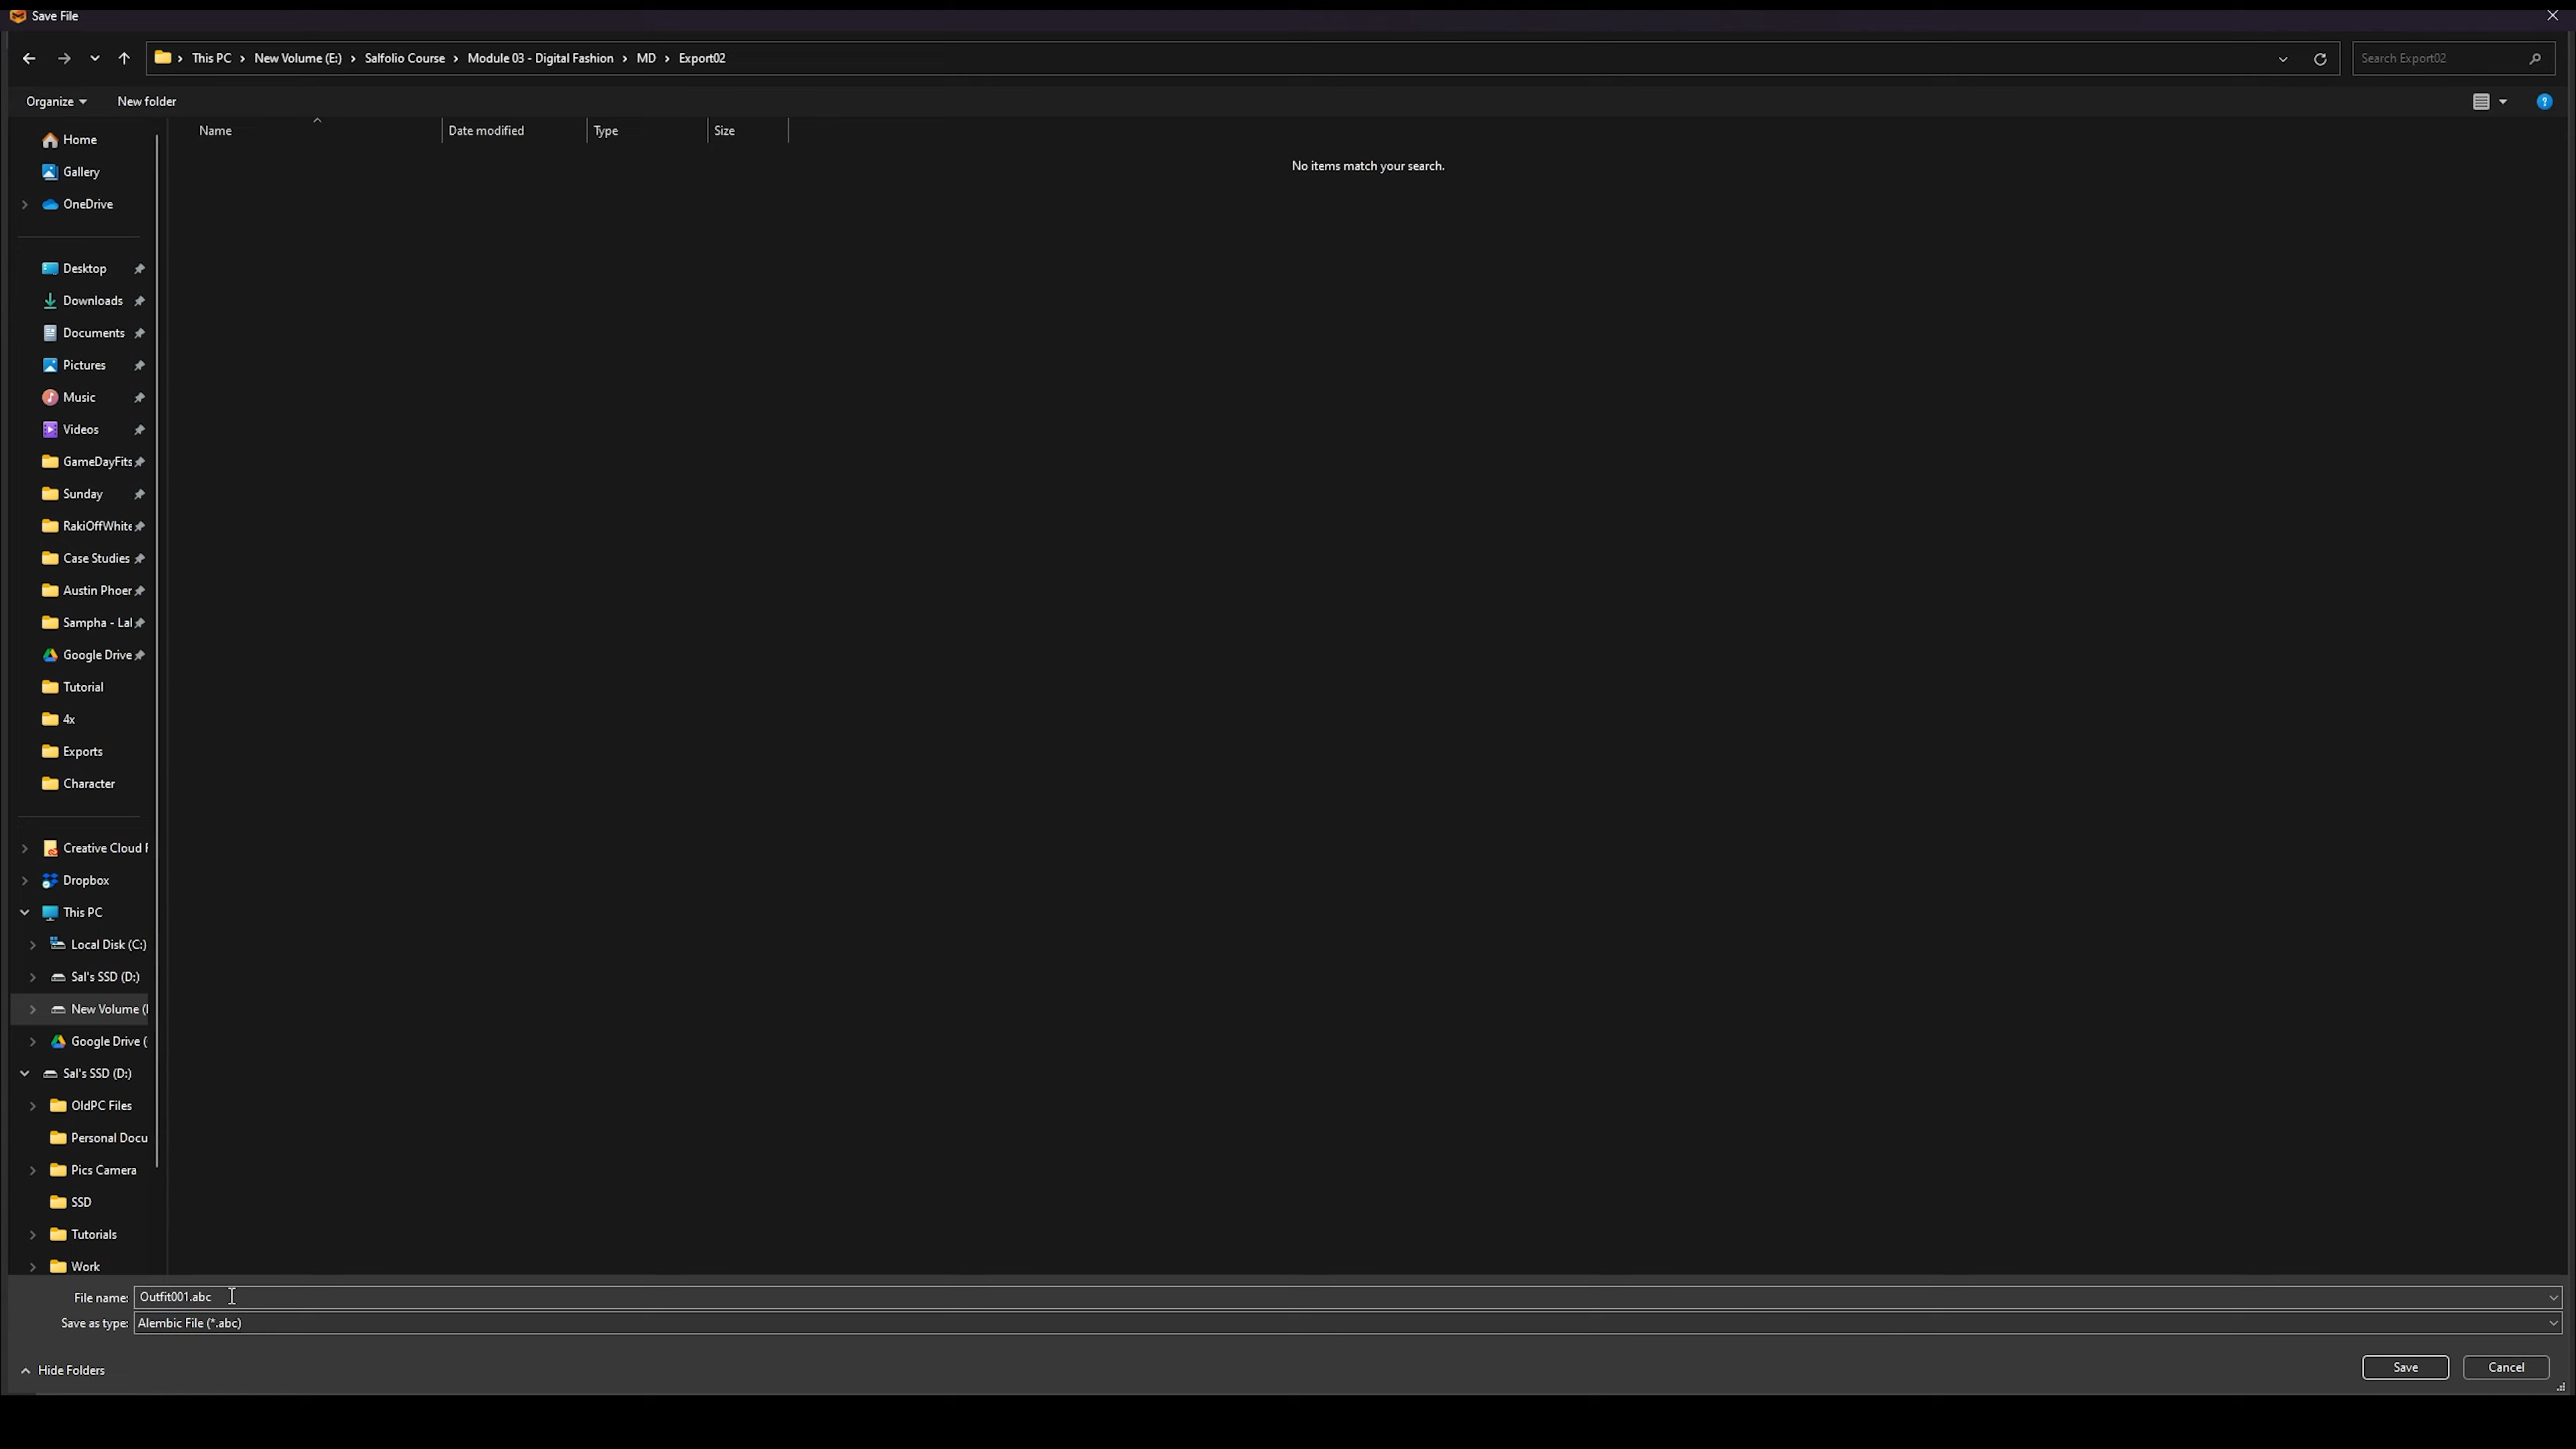 Save File
This PC > New Volume (E:) > Salfolio Course > Module 03 - Digital Fashion > MD > Export02
Search Export02
Organize
New folder
Name
Date modified
Type
Size
No items match your search.
Home
Gallery
OneDrive
Desktop
Downloads
Documents
Pictures
Music
Videos
GameDayFits
Sunday
RakiOffWhite
Case Studies
Austin Phoer
Sampha - Lal
Google Drive
Tutorial
4x
Exports
Character
Creative Cloud F
Dropbox
This PC
Local Disk (C:)
Sal's SSD (D:)
New Volume (
Google Drive (
Sal's SSD (D:)
OldPC Files
Personal Docu
Pics Camera
SSD
Tutorials
Work
File name: Outfit001.abc
Save as type: Alembic File (*.abc)
Hide Folders
Save
Cancel